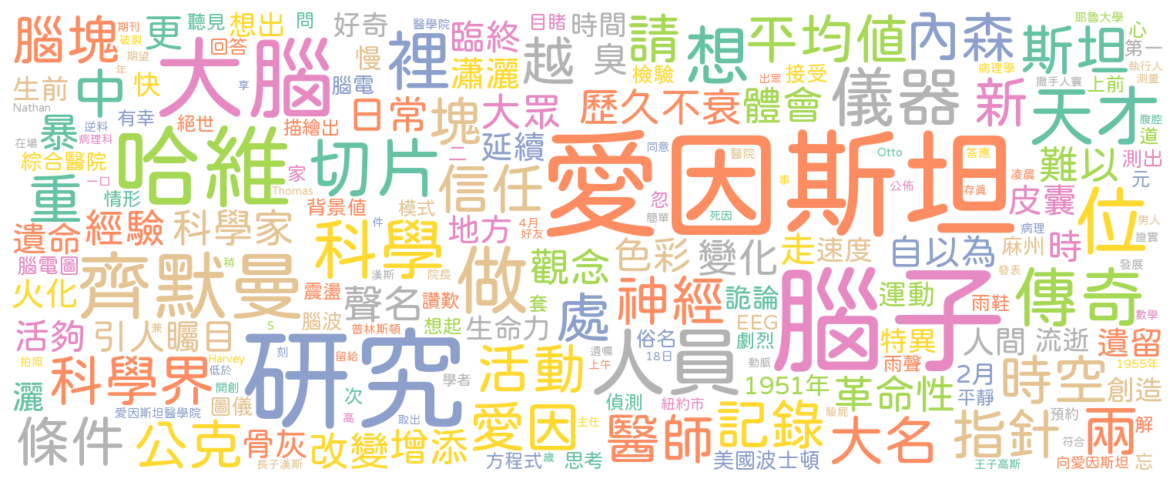 腦塊
期刊
破裂
更
聽見
想出
問
好奇
醫學院
臨終
目睹
時間
請
想
平均值
內
森
斯坦
耶魯大學
心
第一
大腦
回答
期望
年
裡
瀟灑
越
臭
檢驗
接受
出眾
病理學
撒手人寰
上前
執行人
測量
生前
中
快
慢
腦電
儀器
Nathan
享
有幸
絕世
描繪出
日常
塊
大眾
歷久不衰
體會
新
天才
腹腔
道
暴
逆料
病理科
在場
綜合醫院
哈維
家
二
延續
同意
愛因斯坦
醫院
Otto
答應
凌晨
難以
測出
元
重
一口
情形
Thomas
切片
信任
忽
簡單
死因
事
公佈
存真
皮囊
位
男人
證實
遺命
經驗
科學家
背景值
模式
件
4月
好友
地方
科學
色彩
變化
走
速度
自以為
麻州
時
病理
發表
發展
腦電圖
稍
齊默曼
漢斯
院長
做
觀念
腦子
傳奇
火化
震盪
聲名
讚歎
套
處
神經
詭論
運動
雨鞋
數學
活夠
引人矚目
兼
腦波
S
普林斯頓
想起
生命力
俗名
18日
EEG
劇烈
特異
雨聲
人間
流逝
遺留
拍照
科學界
Harvey
低於
研究
刻
留給
學者
活動
遺囑
上午
人員
動脈
1951年
革命性
2月
平靜
時空
1955年
創造
灑
圖儀
開創
次
高
取出
愛因斯坦醫學院
愛因
主任
偵測
紐約市
記錄
驗屍
大名
指針
預約
符合
兩
解
條件
公克
骨灰
長子漢斯
改變
增添
方程式
歲
思考
醫師
美國波士頓
王子高斯
向愛因斯坦
忘